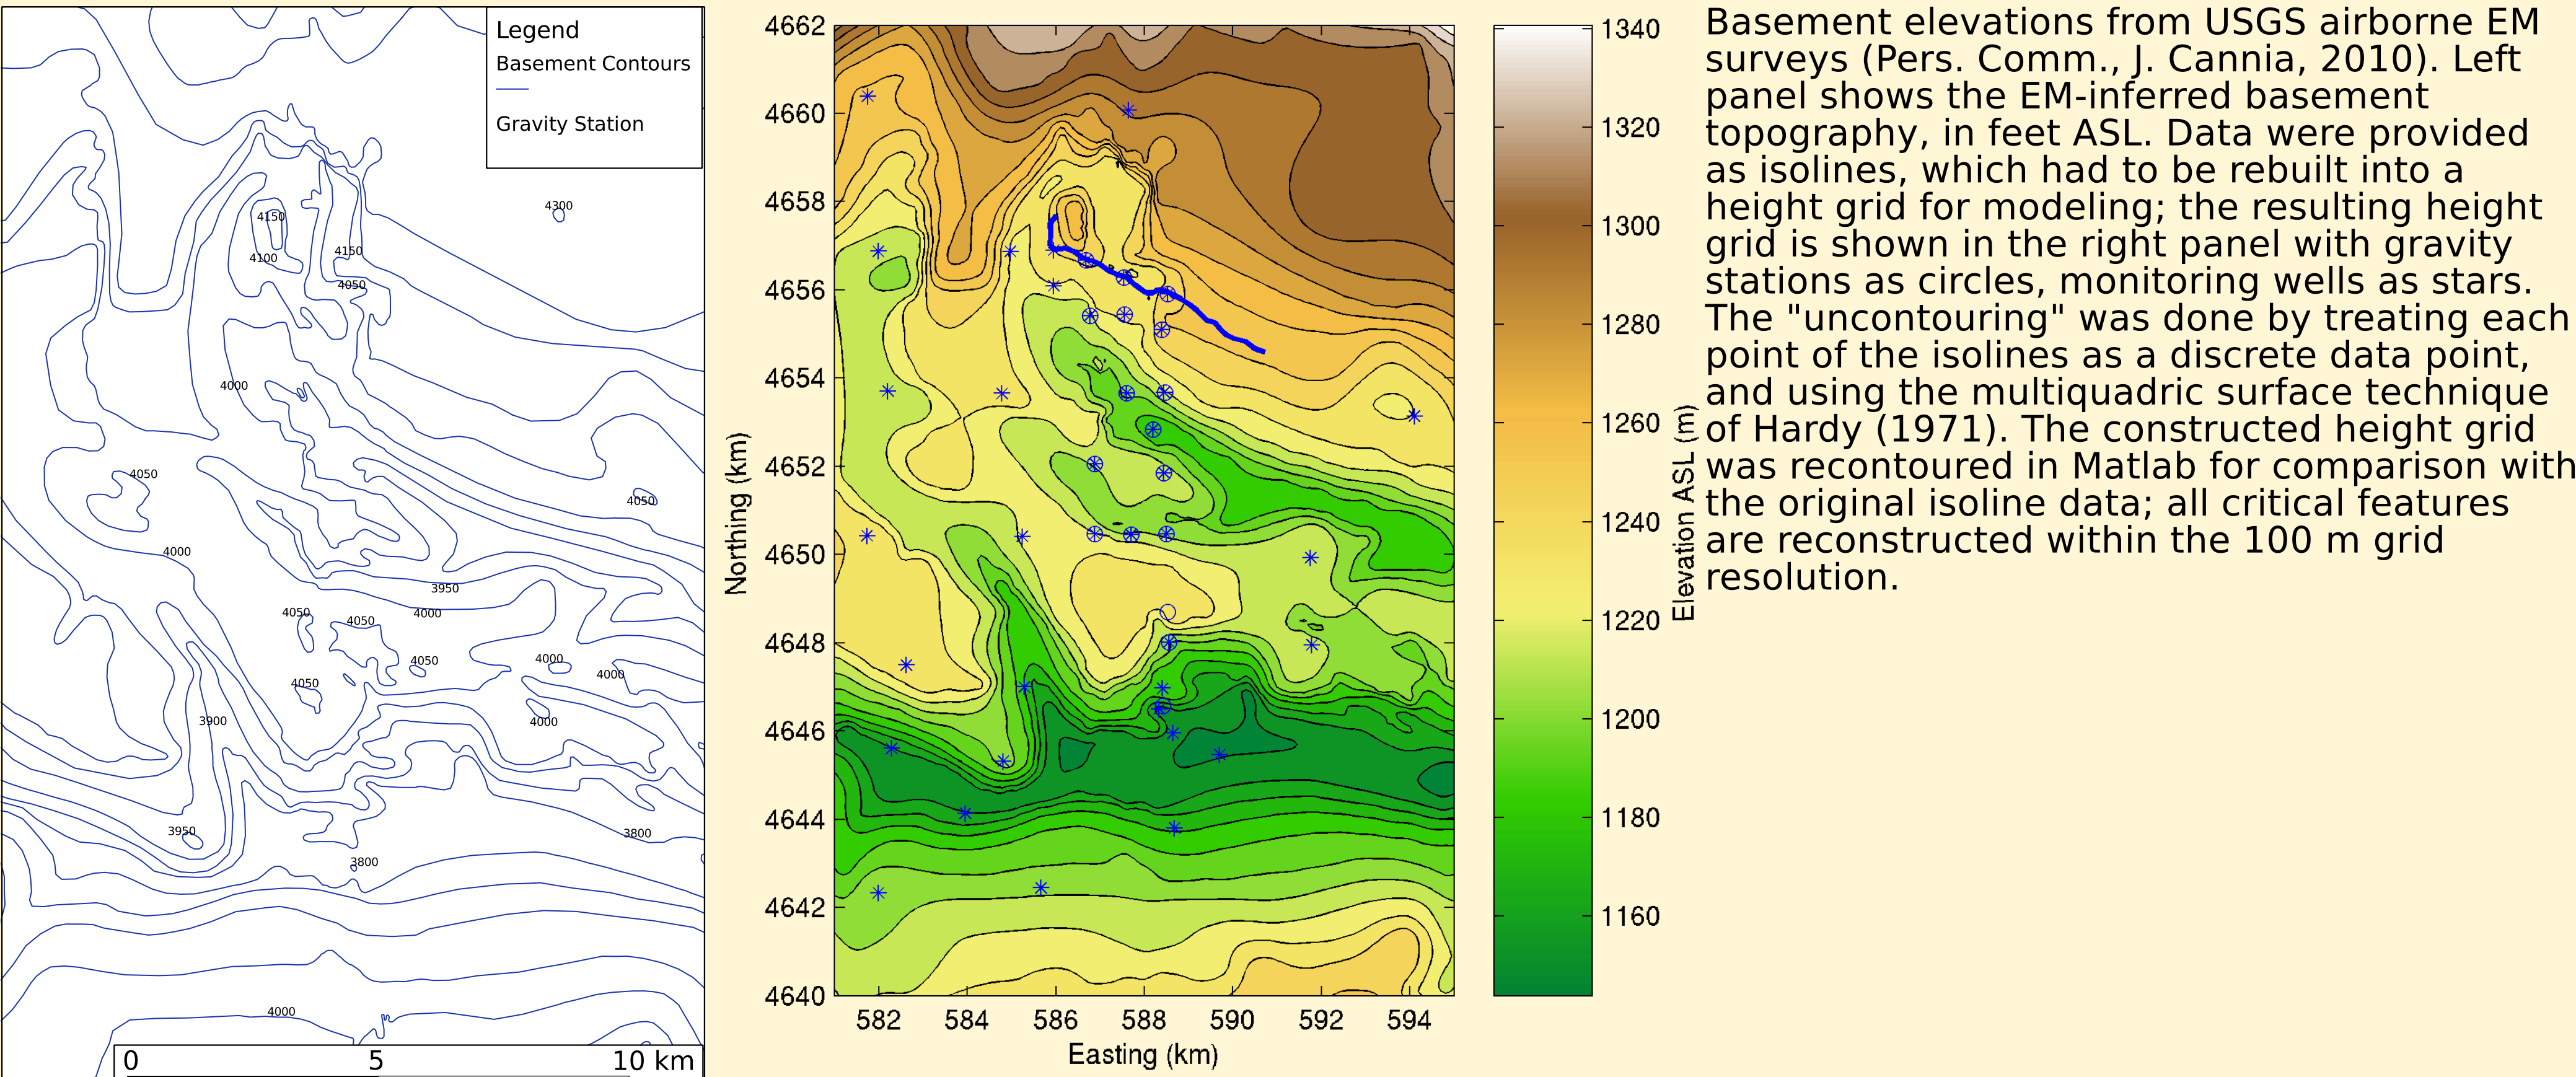 Legend
Basement Contours
Gravity Station
4300
4150
4150
4100
4050
4000
4050
4050
4000
3950
4050
4000
4050
4050
4000
4000
4050
3900
4000
3950
3800
3800
4000
0 5 10 km
4662
4660
4658
4656
4654
4652
4650
4648
4646
4644
4642
4640
Northing (km)
582 584 586 588 590 592 594
Easting (km)
1340
1320
1300
1280
1260
1240
1220
1200
1180
1160
Elevation ASL (m)
Basement elevations from USGS airborne EM
surveys (Pers. Comm., J. Cannia, 2010). Left
panel shows the EM-inferred basement
topography, in feet ASL. Data were provided
as isolines, which had to be rebuilt into a
height grid for modeling; the resulting height
grid is shown in the right panel with gravity
stations as circles, monitoring wells as stars.
The "uncontouring" was done by treating each
point of the isolines as a discrete data point,
and using the multiquadric surface technique
of Hardy (1971). The constructed height grid
was recontoured in Matlab for comparison with
the original isoline data; all critical features
are reconstructed within the 100 m grid
resolution.